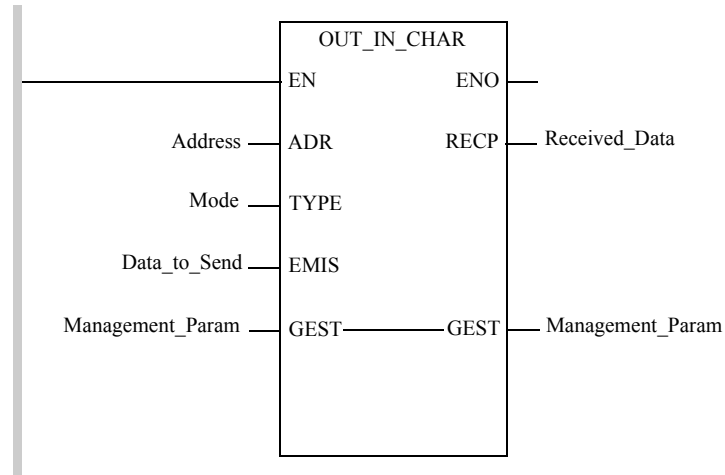 OUT_IN_CHAR
EN ENO
Address ADR RECP Received_Data
Mode TYPE
Data_to_Send EMIS
Management_Param GEST GEST Management_Param